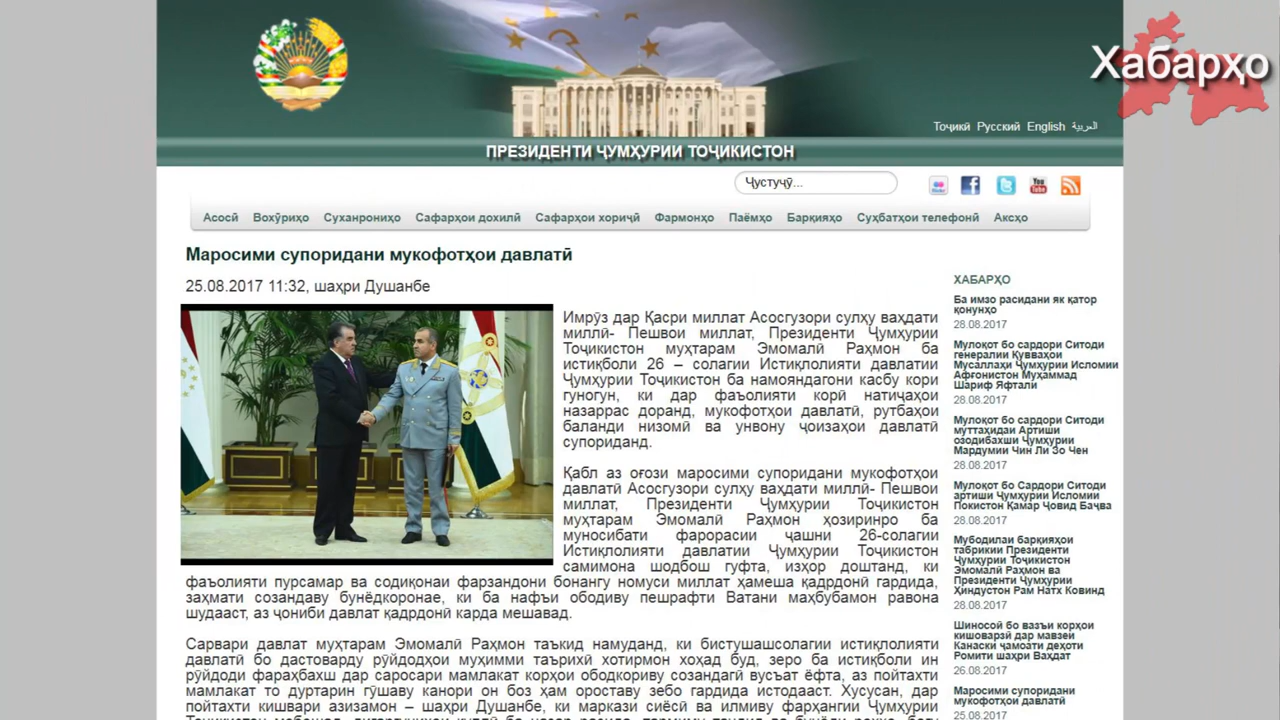 Хабарҳо
Тоҷикӣ Русский English العربية
ПРЕЗИДЕНТИ ҶУМҲУРИИ ТОҶИКИСТОН
Ҷустуҷӯ...
flickr
You
Tube
Асосӣ Вохӯриҳо Суханрониҳо Сафарҳои дохилӣ Сафарҳои хориҷӣ Фармонҳо Паёмҳо Барқияҳо Суҳбатҳои телефонӣ Аксҳо
Маросими супоридани мукофотҳои давлатӣ
25.08.2017 11:32, шаҳри Душанбе
Имрӯз дар Қасри миллат Асосгузори сулҳу ваҳдати
миллӣ- Пешвои миллат, Президенти Ҷумҳурии
Тоҷикистон муҳтарам Эмомалӣ Раҳмон ба
истиқболи 26 – солагии Истиқлолияти давлатии
Ҷумҳурии Тоҷикистон ба намояндагони касбу кори
гуногун, ки дар фаъолияти корӣ натиҷаҳои
назаррас доранд, мукофотҳои давлатӣ, рутбаҳои
баланди низомӣ ва унвону ҷоизаҳои давлатӣ
супориданд.
Қабл аз оғози маросими супоридани мукофотҳои
давлатӣ Асосгузори сулҳу ваҳдати миллӣ- Пешвои
миллат, Президенти Ҷумҳурии Тоҷикистон
муҳтарам Эмомалӣ Раҳмон ҳозиринро ба
муносибати фарорасии ҷашни 26-солагии
Истиқлолияти давлатии Ҷумҳурии Тоҷикистон
самимона шодбош гуфта, изҳор доштанд, ки
фаъолияти пурсамар ва содиқонаи фарзандони бонангу номуси миллат ҳамеша қадрдонӣ гардида,
заҳмати созандаву бунёдкоронае, ки ба нафъи ободиву пешрафти Ватани маҳбубамон равона
шудааст, аз ҷониби давлат қадрдонӣ карда мешавад.
Сарвари давлат муҳтарам Эмомалӣ Раҳмон таъкид намуданд, ки бистушашсолагии истиқлолияти
давлатӣ бо дастоварду рӯйдодҳои муҳимми таърихӣ хотирмон хоҳад буд, зеро ба истиқболи ин
рӯйдоди фараҳбахш дар саросари мамлакат корҳои ободкориву созандагӣ вусъат ёфта, аз пойтахти
мамлакат то дуртарин гӯшаву канори он боз ҳам ороставу зебо гардида истодааст. Хусусан, дар
пойтахти кишвари азизамон – шаҳри Душанбе, ки маркази сиёсӣ ва илмиву фарҳангии Ҷумҳурии
ХАБАРҲО
Ба имзо расидани як қатор
қонунҳо
28.08.2017
Мулоқот бо сардори Ситоди
генералии Қувваҳои
Мусаллаҳи Ҷумҳурии Исломии
Афғонистон Муҳаммад
Шариф Яфтали
28.08.2017
Мулоқот бо сардори Ситоди
муттаҳидаи Артиши
озодибахши Ҷумҳурии
Мардумии Чин Ли Зо Чен
28.08.2017
Мулоқот бо Сардори Ситоди
артиши Ҷумҳурии Исломии
Покистон Қамар Ҷовид Баҷва
28.08.2017
Мубодилаи барқияҳои
табрикии Президенти
Ҷумҳурии Тоҷикистон
Эмомалӣ Раҳмон ва
Президенти Ҷумҳурии
Ҳиндустон Рам Натх Ковинд
28.08.2017
Шиносоӣ бо вазъи корҳои
кишоварзӣ дар мавзеи
Канаски ҷамоати деҳоти
Ромити шаҳри Ваҳдат
26.08.2017
Маросими супоридани
мукофотҳои давлатӣ
25.08.2017